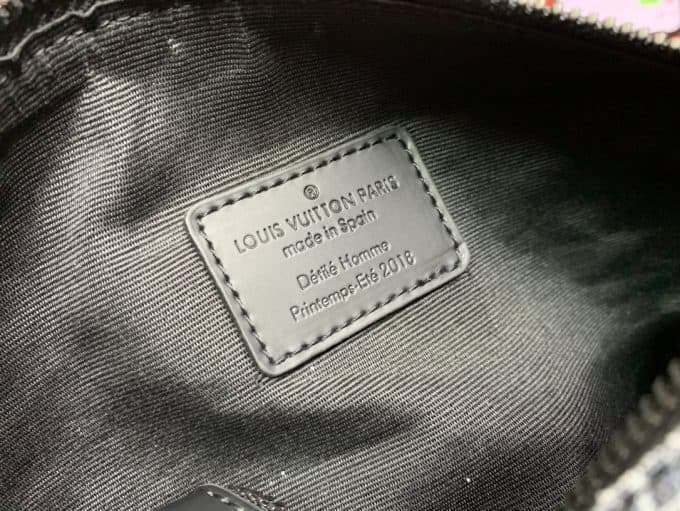 ®
LOUIS VUITTON PARIS
made in Spain
Défilé Homme
Printemps-Eté 2018